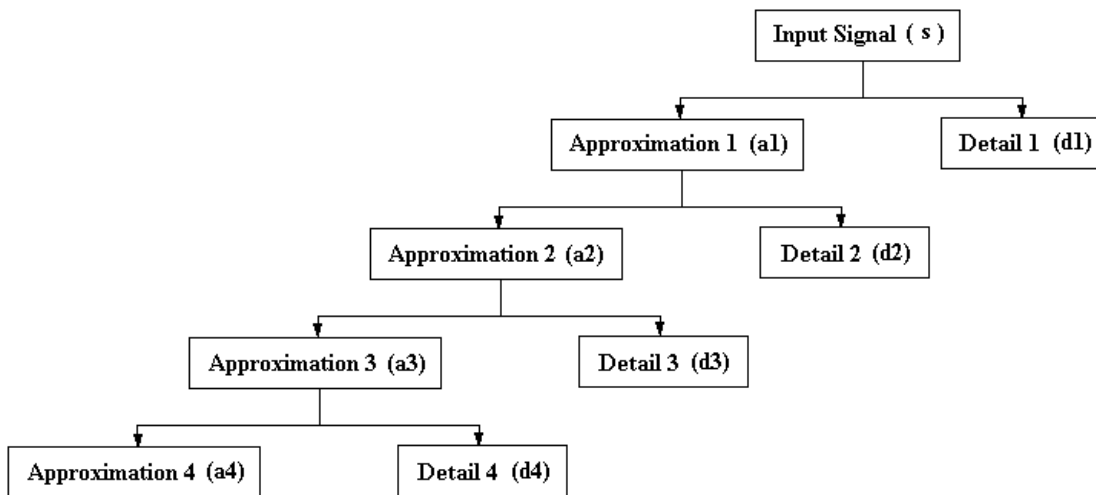 Input Signal ( s )
Approximation 1 (a1)
Detail 1 (d1)
Approximation 2 (a2)
Detail 2 (d2)
Approximation 3 (a3)
Detail 3 (d3)
Approximation 4 (a4)
Detail 4 (d4)